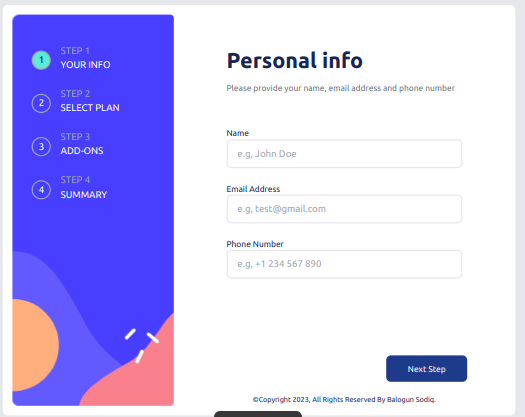 1
STEP 1
YOUR INFO
2
STEP 2
SELECT PLAN
3
STEP 3
ADD-ONS
4
STEP 4
SUMMARY
Personal info
Please provide your name, email address and phone number
Name
e.g, John Doe
Email Address
e.g, test@gmail.com
Phone Number
e.g, +1 234 567 890
Next Step
©Copyright 2023, All Rights Reserved By Balogun Sodiq.